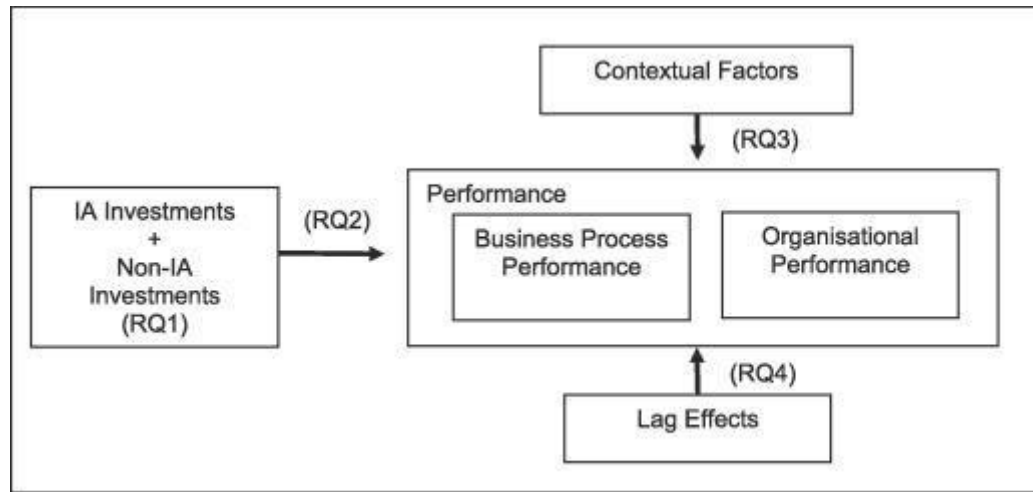 Contextual Factors
(RQ3)
IA Investments
+
Non-IA
Investments
(RQ1)
(RQ2)
Performance
Business Process
Performance
Organisational
Performance
(RQ4)
Lag Effects